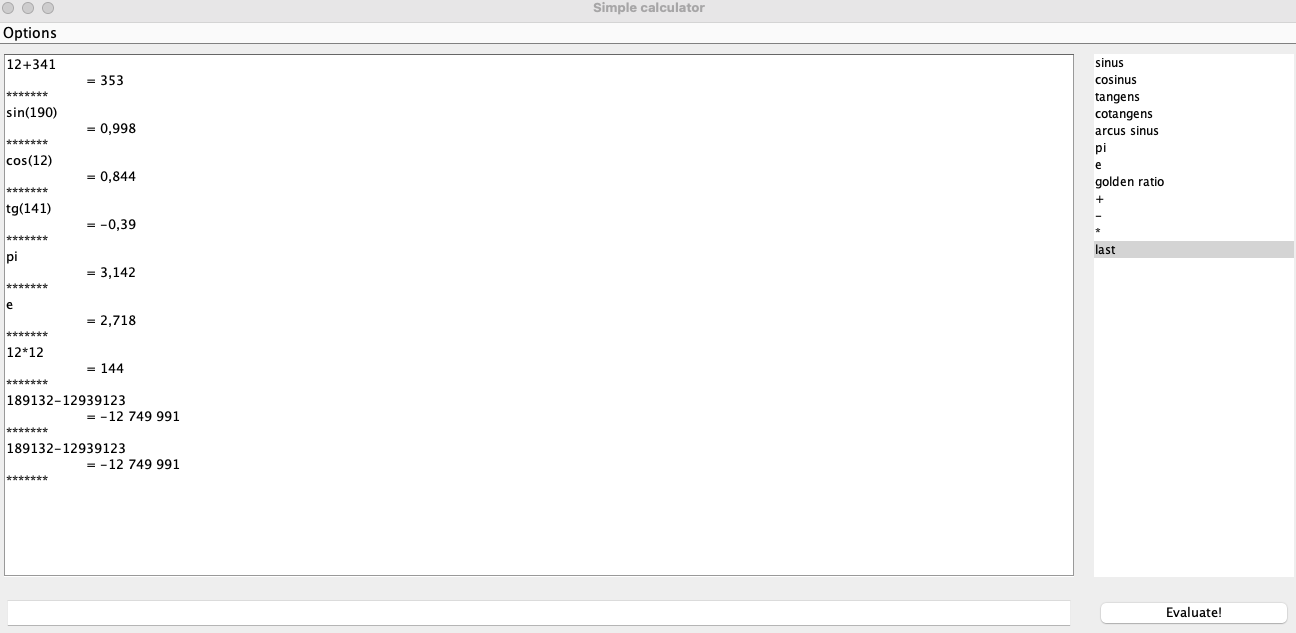 Simple calculator
Options
12+341
= 353
*******
sin(190)
= 0,998
*******
cos(12)
= 0,844
*******
tg(141)
= -0,39
*******
pi
= 3,142
*******
e
= 2,718
*******
12*12
= 144
*******
189132-12939123
= -12 749 991
*******
189132-12939123
= -12 749 991
*******
sinus
cosinus
tangens
cotangens
arcus sinus
pi
e
golden ratio
+
-
*
last
Evaluate!